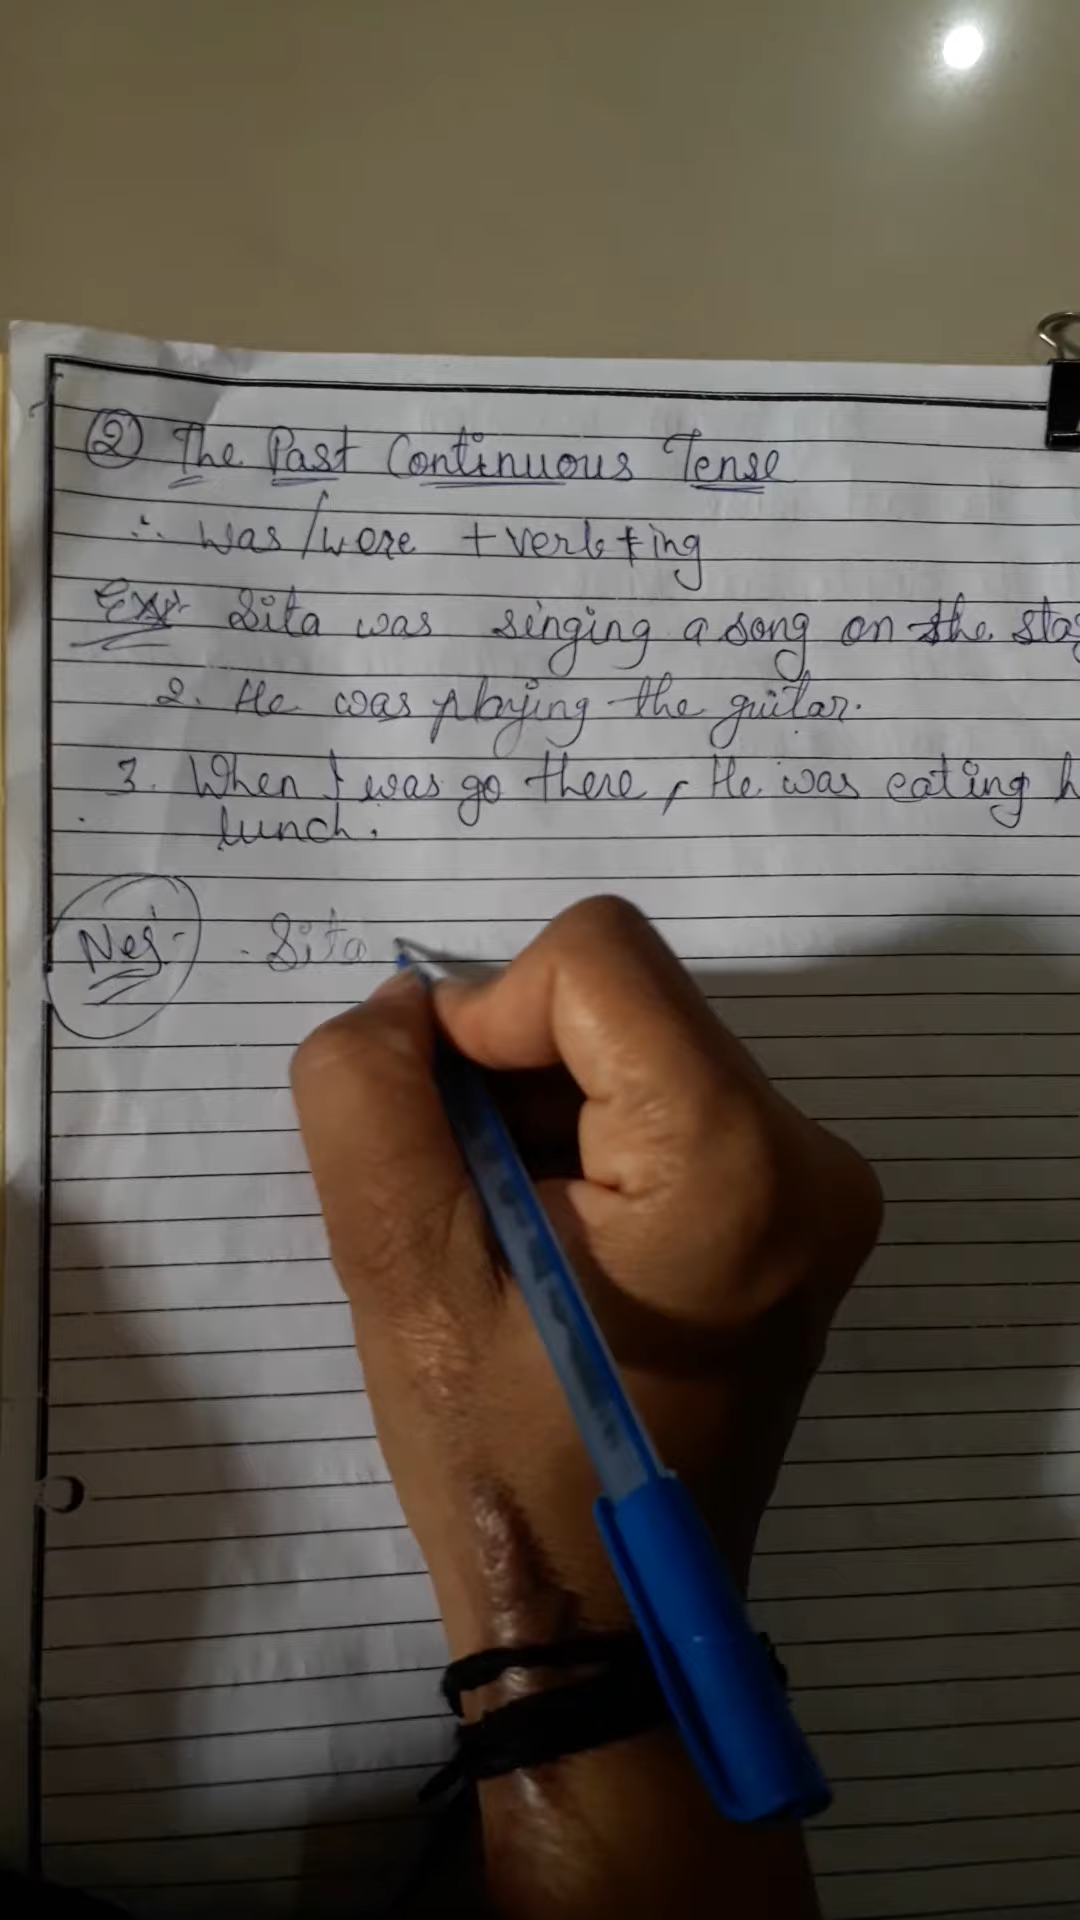 ② The Past Continuous Tense
∴ was/were + verb + ing
Ex:- Sita was singing a song on the
2. He was playing the guitar.
3. When I was go there, He was eating
lunch.
Neg:- Sita